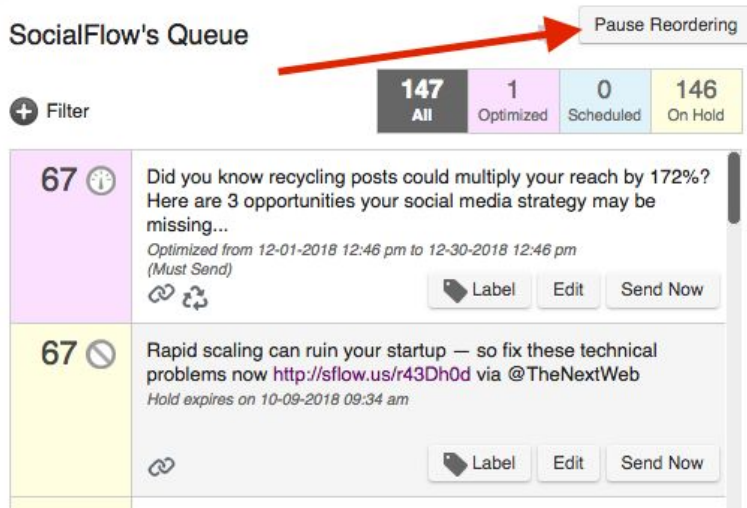 SocialFlow's Queue
Pause Reordering
Filter
147
All
1
Optimized
0
Scheduled
146
On Hold
67
Did you know recycling posts could multiply your reach by 172%?
Here are 3 opportunities your social media strategy may be
missing...
Optimized from 12-01-2018 12:46 pm to 12-30-2018 12:46 pm
(Must Send)
Label
Edit
Send Now
67
Rapid scaling can ruin your startup — so fix these technical
problems now http://sflow.us/r43Dh0d via @TheNextWeb
Hold expires on 10-09-2018 09:34 am
Label
Edit
Send Now